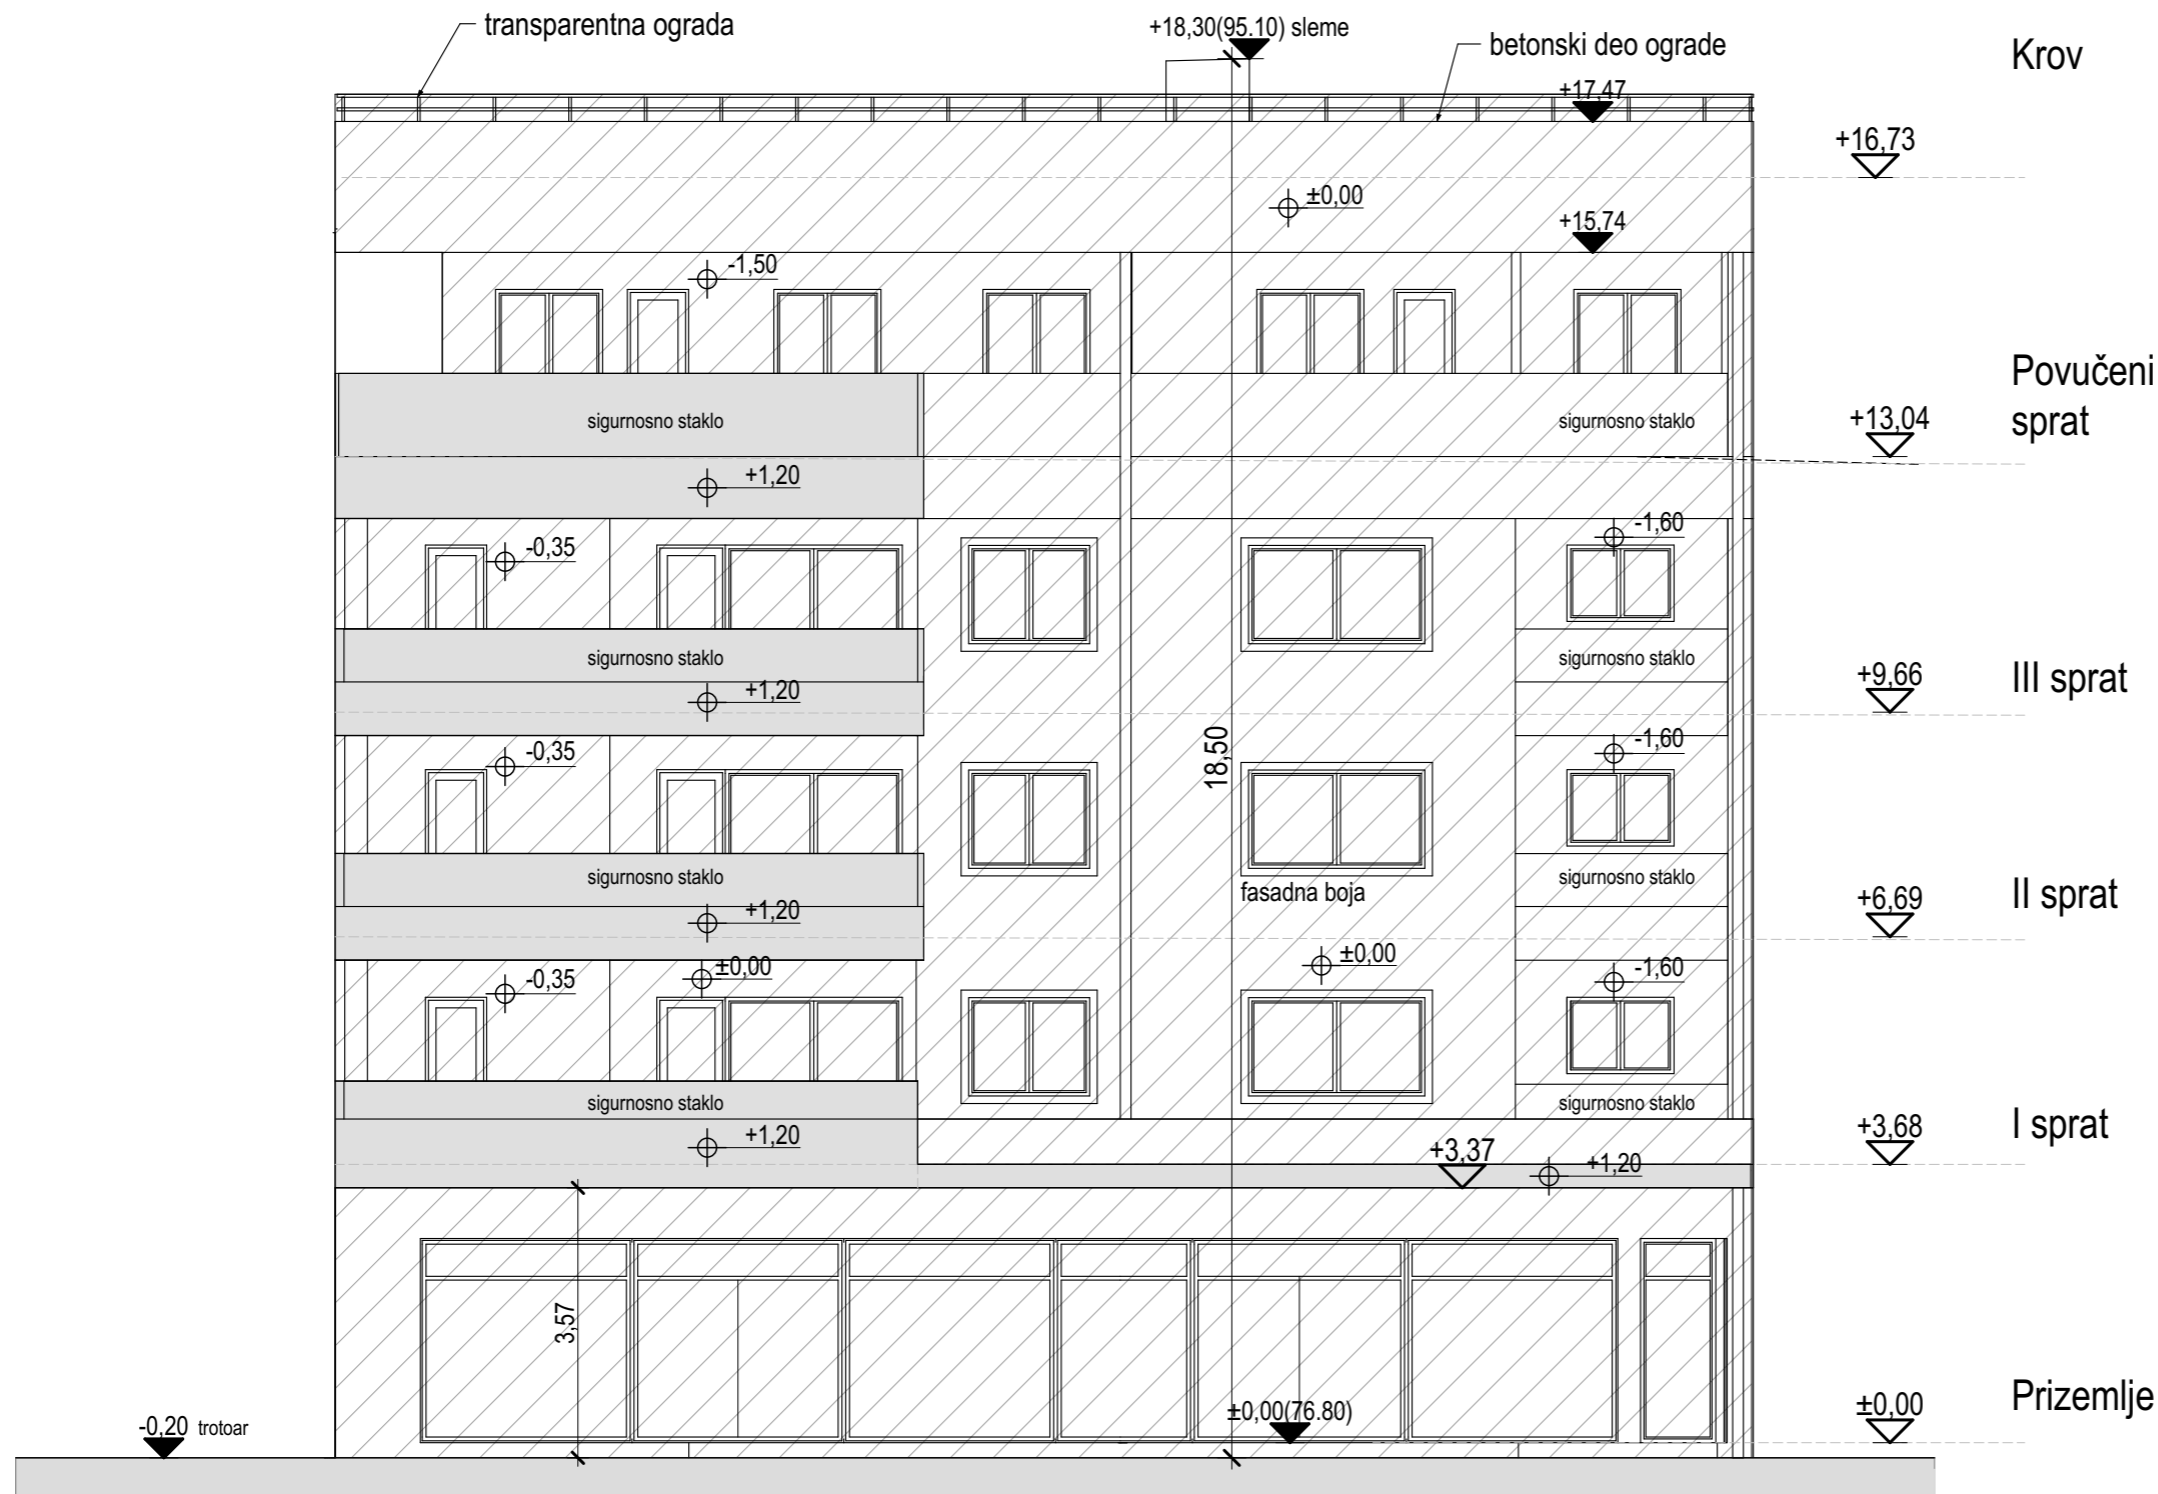 transparentna ograda
+18,30(95.10) sleme
betonski deo ograde
Krov
+17,47
+16,73
±0,00
+15,74
-1,50
Povučeni
sprat
+13,04
sigurnosno staklo
sigurnosno staklo
+1,20
-1,60
-0,35
sigurnosno staklo
sigurnosno staklo
+9,66
III sprat
+1,20
-0,35
-1,60
18,50
sigurnosno staklo
sigurnosno staklo
fasadna boja
+6,69
II sprat
+1,20
±0,00
-0,35
±0,00
-1,60
sigurnosno staklo
sigurnosno staklo
+3,68
I sprat
+1,20
+3,37
+1,20
3,57
±0,00
Prizemlje
±0,00(76.80)
-0,20 trotoar